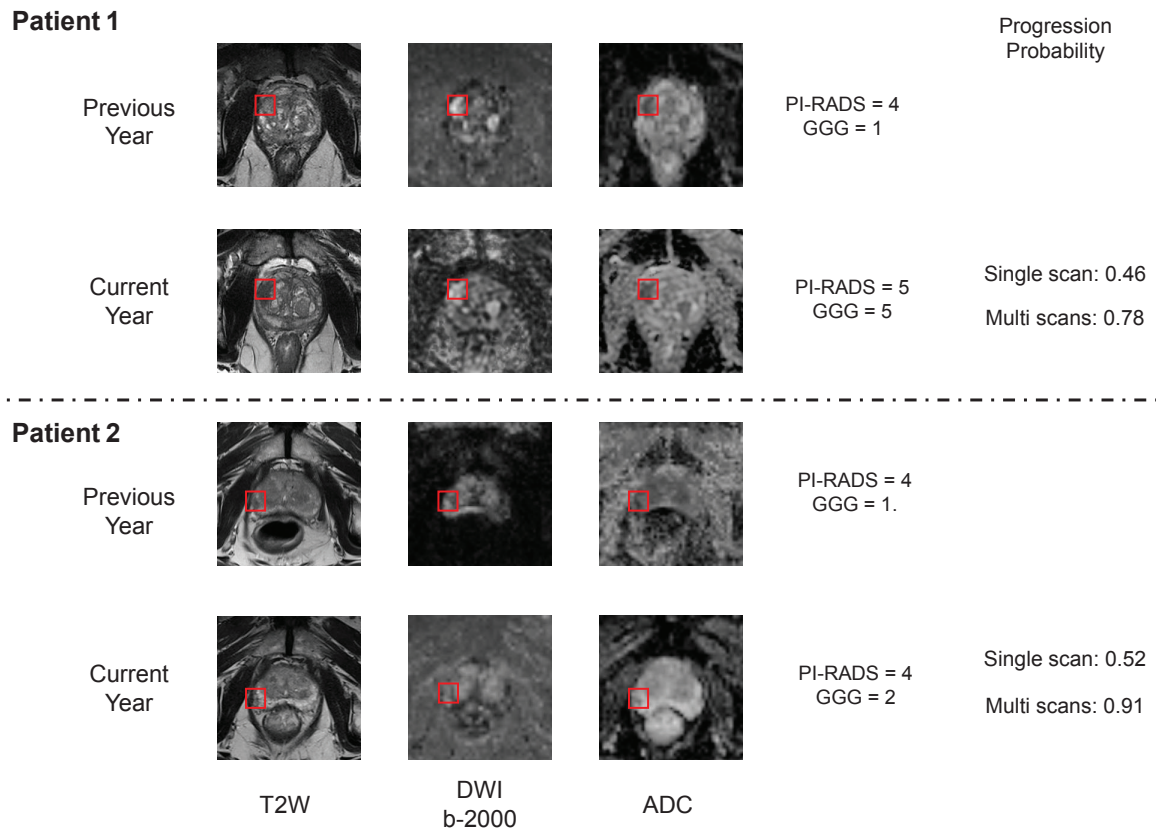 Patient 1
Progression
Probability
Previous
Year
PI-RADS = 4
GGG = 1
Current
Year
PI-RADS = 5
GGG = 5
Single scan: 0.46
Multi scans: 0.78
Patient 2
Previous
Year
PI-RADS = 4
GGG = 1.
Current
Year
PI-RADS = 4
GGG = 2
Single scan: 0.52
Multi scans: 0.91
T2W
DWI
b-2000
ADC